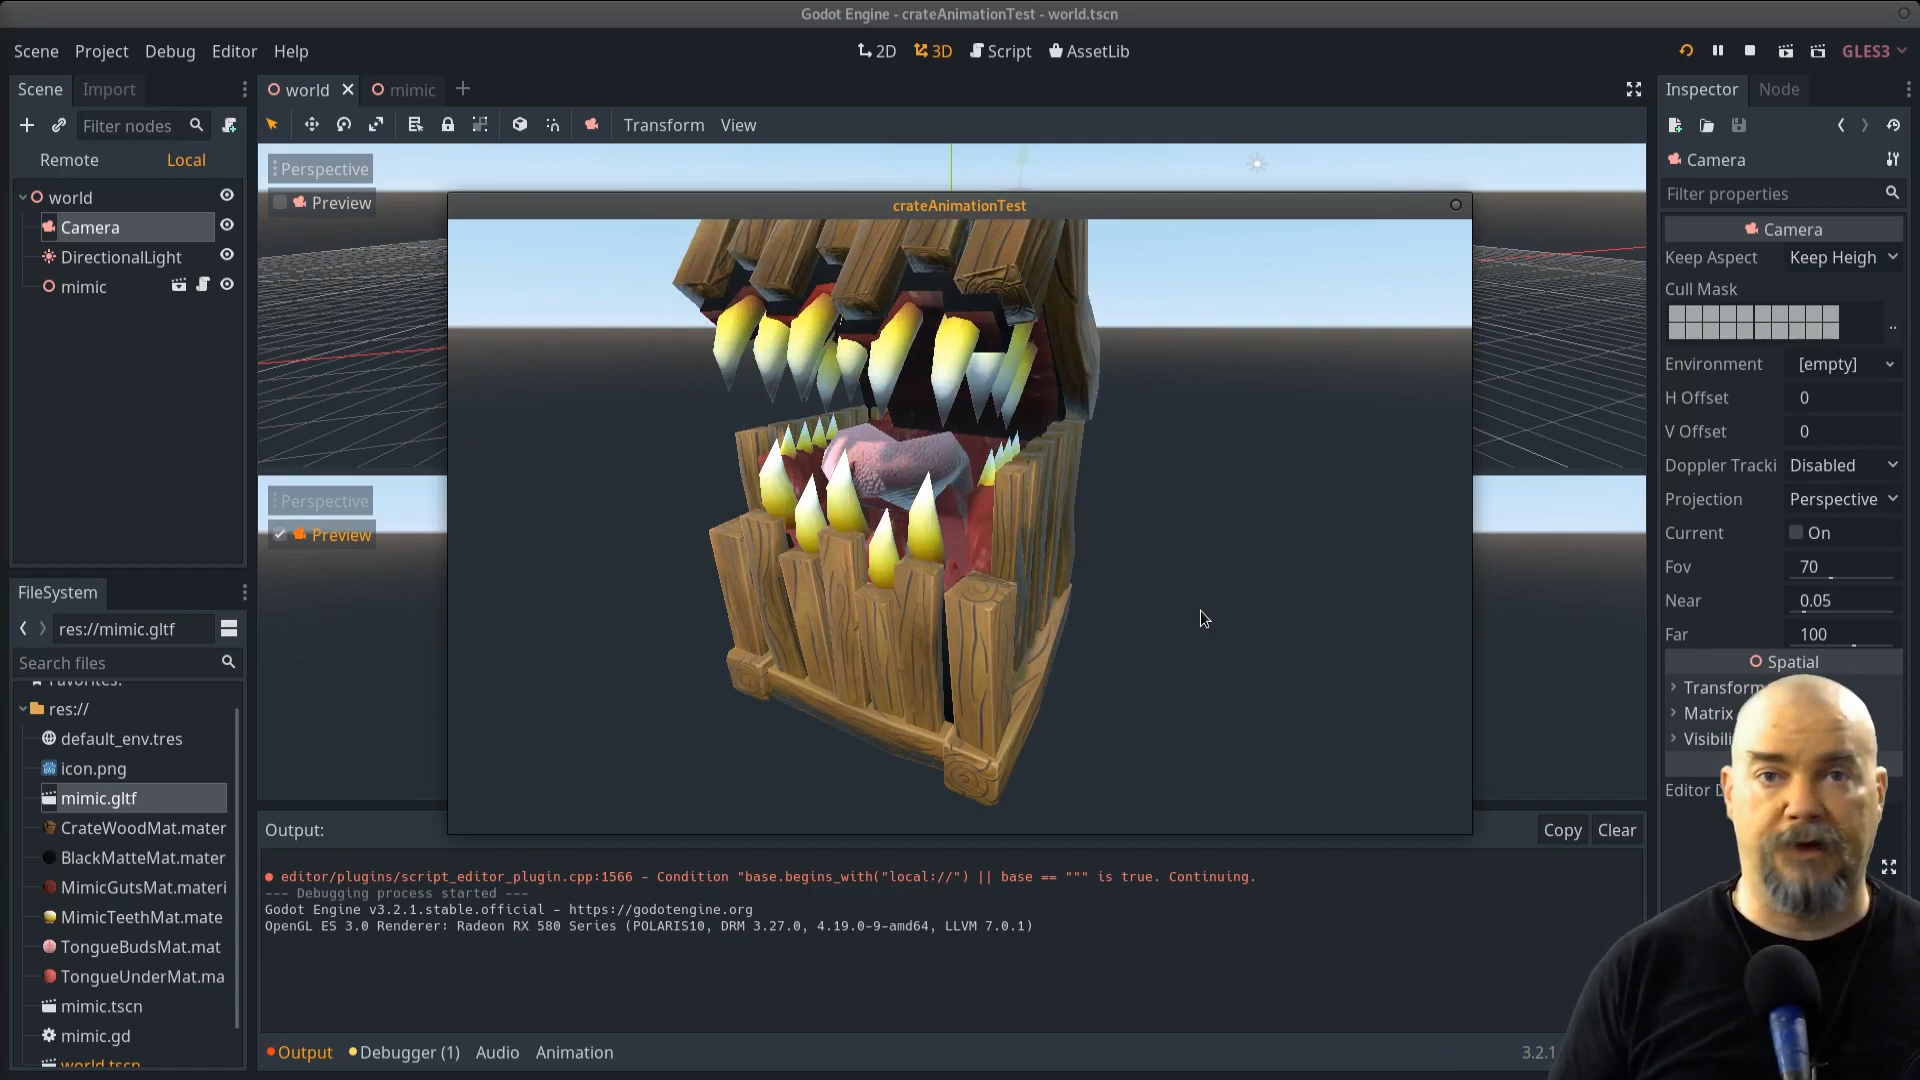 Godot Engine - crateAnimationTest - world.tscn
Scene Project Debug Editor Help
2D 3D Script AssetLib
GLES3
Scene Import
world mimic
Inspector Node
Filter nodes
Transform View
Remote Local
Camera
Filter properties
world
Camera
DirectionalLight
mimic
Perspective
Preview
crateAnimationTest
Perspective
Preview
Camera
Keep Aspect Keep Heigh
Cull Mask
..
Environment [empty]
H Offset 0
V Offset 0
Doppler Tracki Disabled
Projection Perspective
Current On
Fov 70
Near 0.05
Far 100
Spatial
Transform
Matrix
Visibili
Editor D
FileSystem
res://mimic.gltf
Search files
Favorites:
res://
default_env.tres
icon.png
mimic.gltf
CrateWoodMat.mater
BlackMatteMat.mater
MimicGutsMat.materi
MimicTeethMat.mate
TongueBudsMat.mat
TongueUnderMat.ma
mimic.tscn
mimic.gd
world.tscn
Output:
Copy Clear
editor/plugins/script_editor_plugin.cpp:1566 - Condition "base.begins_with("local://") || base == """ is true. Continuing.
--- Debugging process started ---
Godot Engine v3.2.1.stable.official - https://godotengine.org
OpenGL ES 3.0 Renderer: Radeon RX 580 Series (POLARIS10, DRM 3.27.0, 4.19.0-9-amd64, LLVM 7.0.1)
Output Debugger (1) Audio Animation
3.2.1